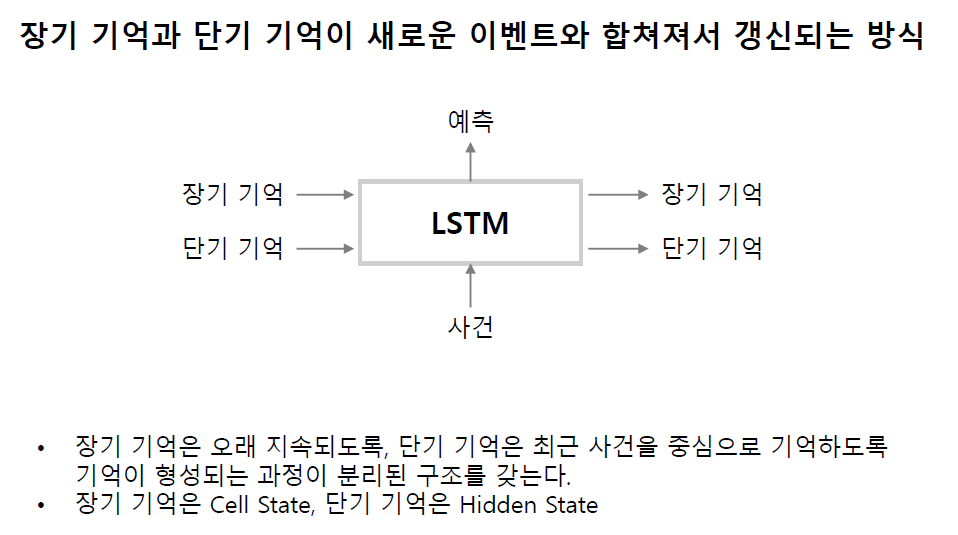 장기 기억과 단기 기억이 새로운 이벤트와 합쳐져서 갱신되는 방식
예측
장기 기억
장기 기억
LSTM
단기 기억
단기 기억
사건
• 장기 기억은 오래 지속되도록, 단기 기억은 최근 사건을 중심으로 기억하도록
기억이 형성되는 과정이 분리된 구조를 갖는다.
• 장기 기억은 Cell State, 단기 기억은 Hidden State